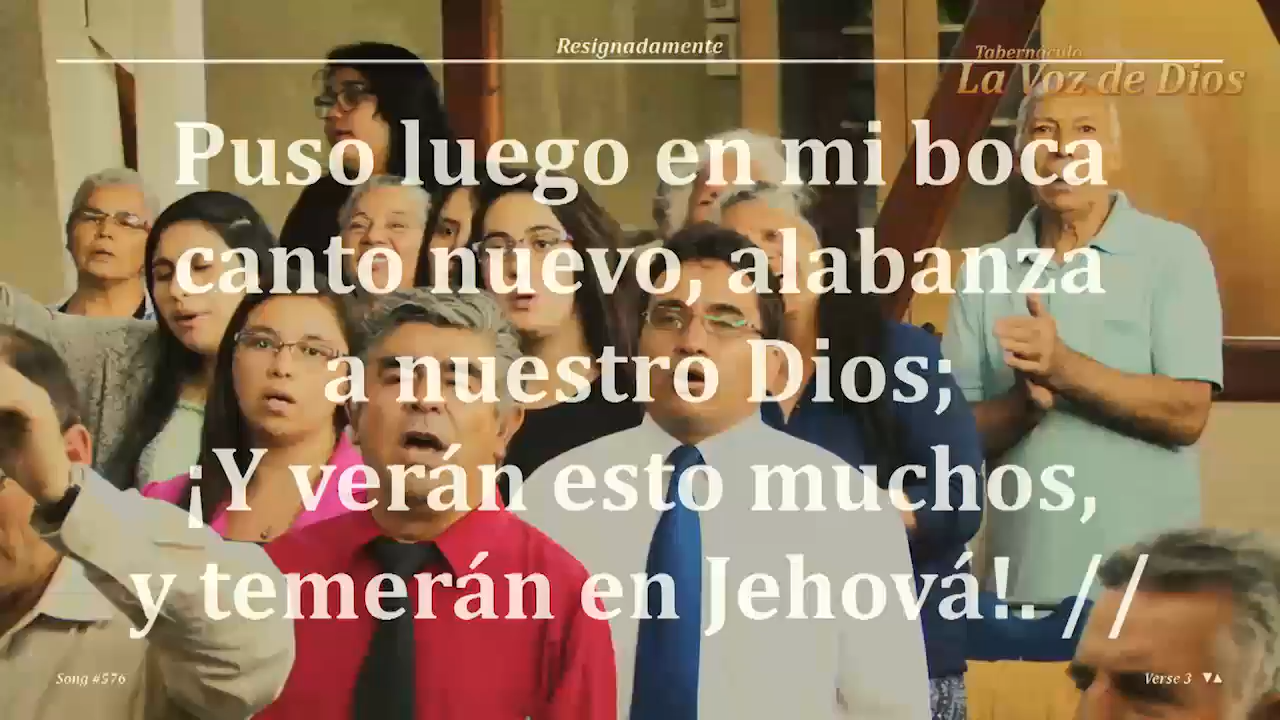 Resignadamente
Tabernáculo
La Voz de Dios
Puso luego en mi boca
canto nuevo, alabanza
a nuestro Dios;
¡Y verán esto muchos,
y temerán en Jehová!. //
Song #576
Verse 3 ▼▲